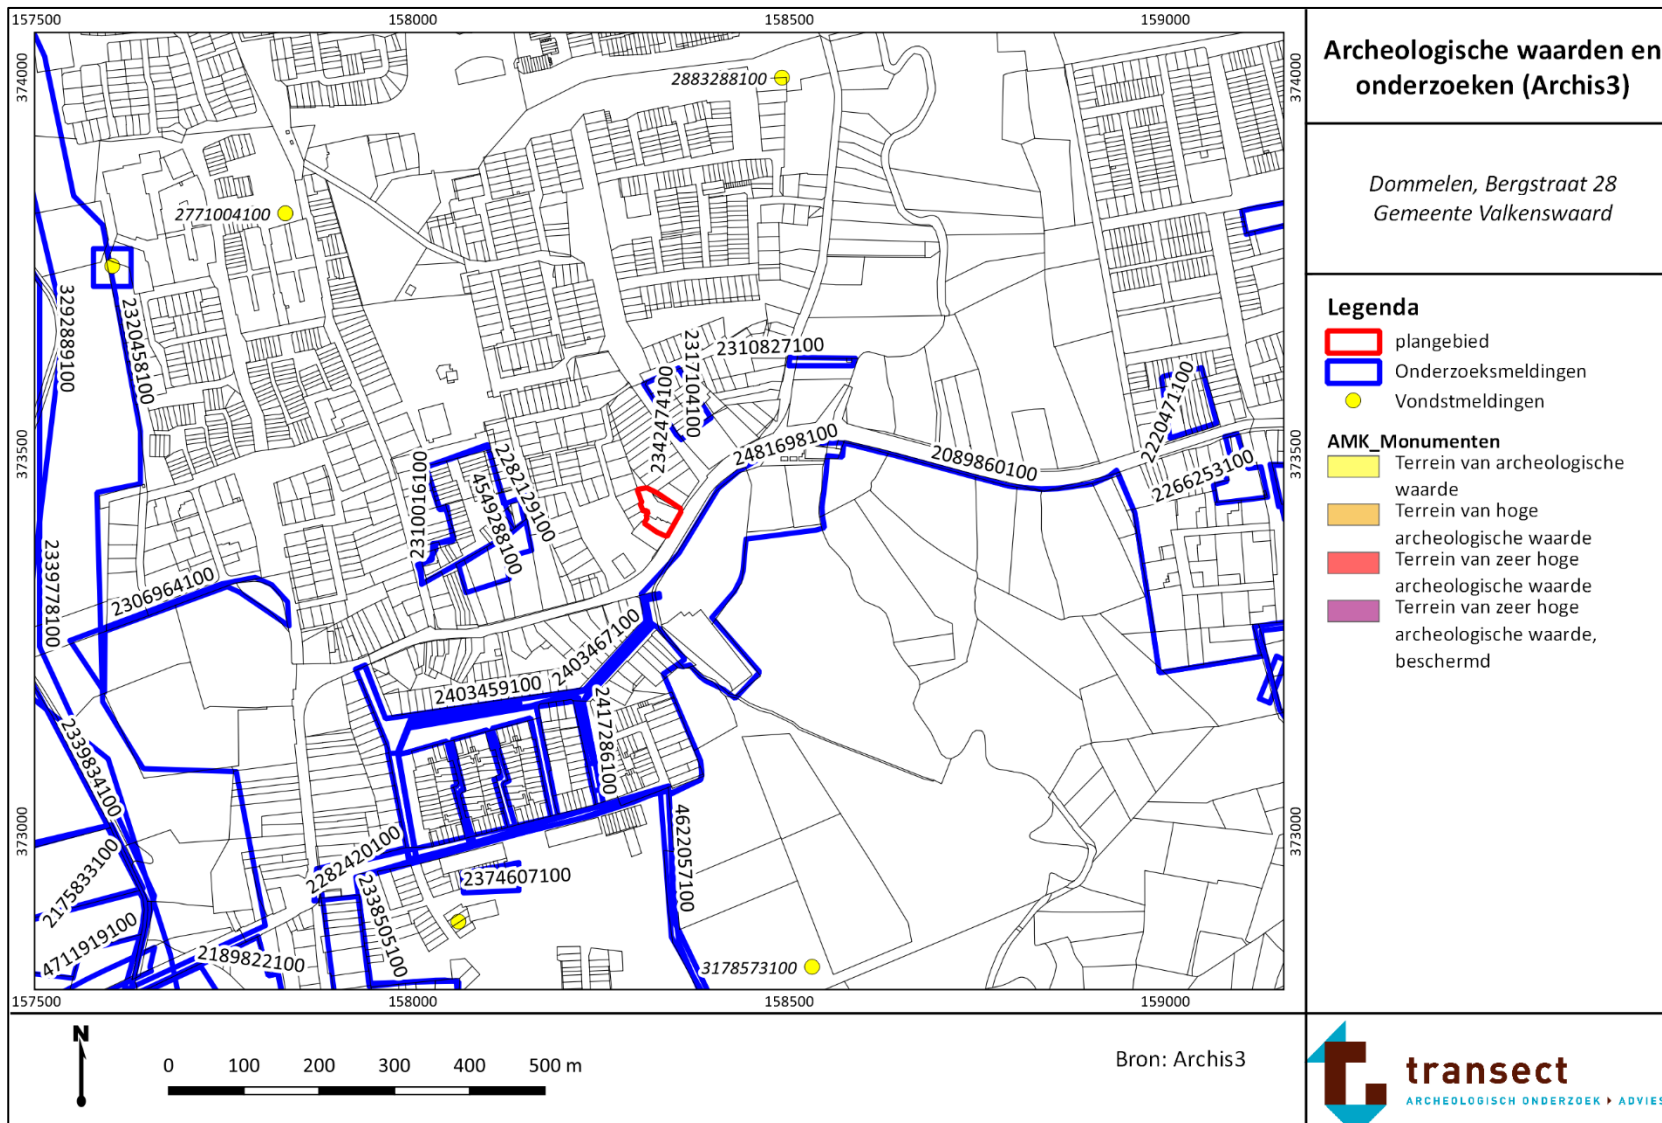 157500
158000
158500
159000
374000
373500
373000
374000
373500
373000
2883288100
2771004100
3292889100
2320458100
2317104100
2310827100
2342474100
2481698100
2089860100
2220471100
2266253100
2310016100
2282129100
4549288100
2339778100
2306964100
2403467100
2403459100
2417286100
2339834100
2282420100
2374607100
4622057100
2338505100
2175833100
4711919100
2189822100
3178573100
157500
158000
158500
159000
N
0 100 200 300 400 500 m
Bron: Archis3
Archeologische waarden en
onderzoeken (Archis3)
Dommelen, Bergstraat 28
Gemeente Valkenswaard
Legenda
plangebied
Onderzoeksmeldingen
Vondstmeldingen
AMK_Monumenten
Terrein van archeologische
waarde
Terrein van hoge
archeologische waarde
Terrein van zeer hoge
archeologische waarde
Terrein van zeer hoge
archeologische waarde,
beschermd
transect
ARCHEOLOGISCH ONDERZOEK ADVIES